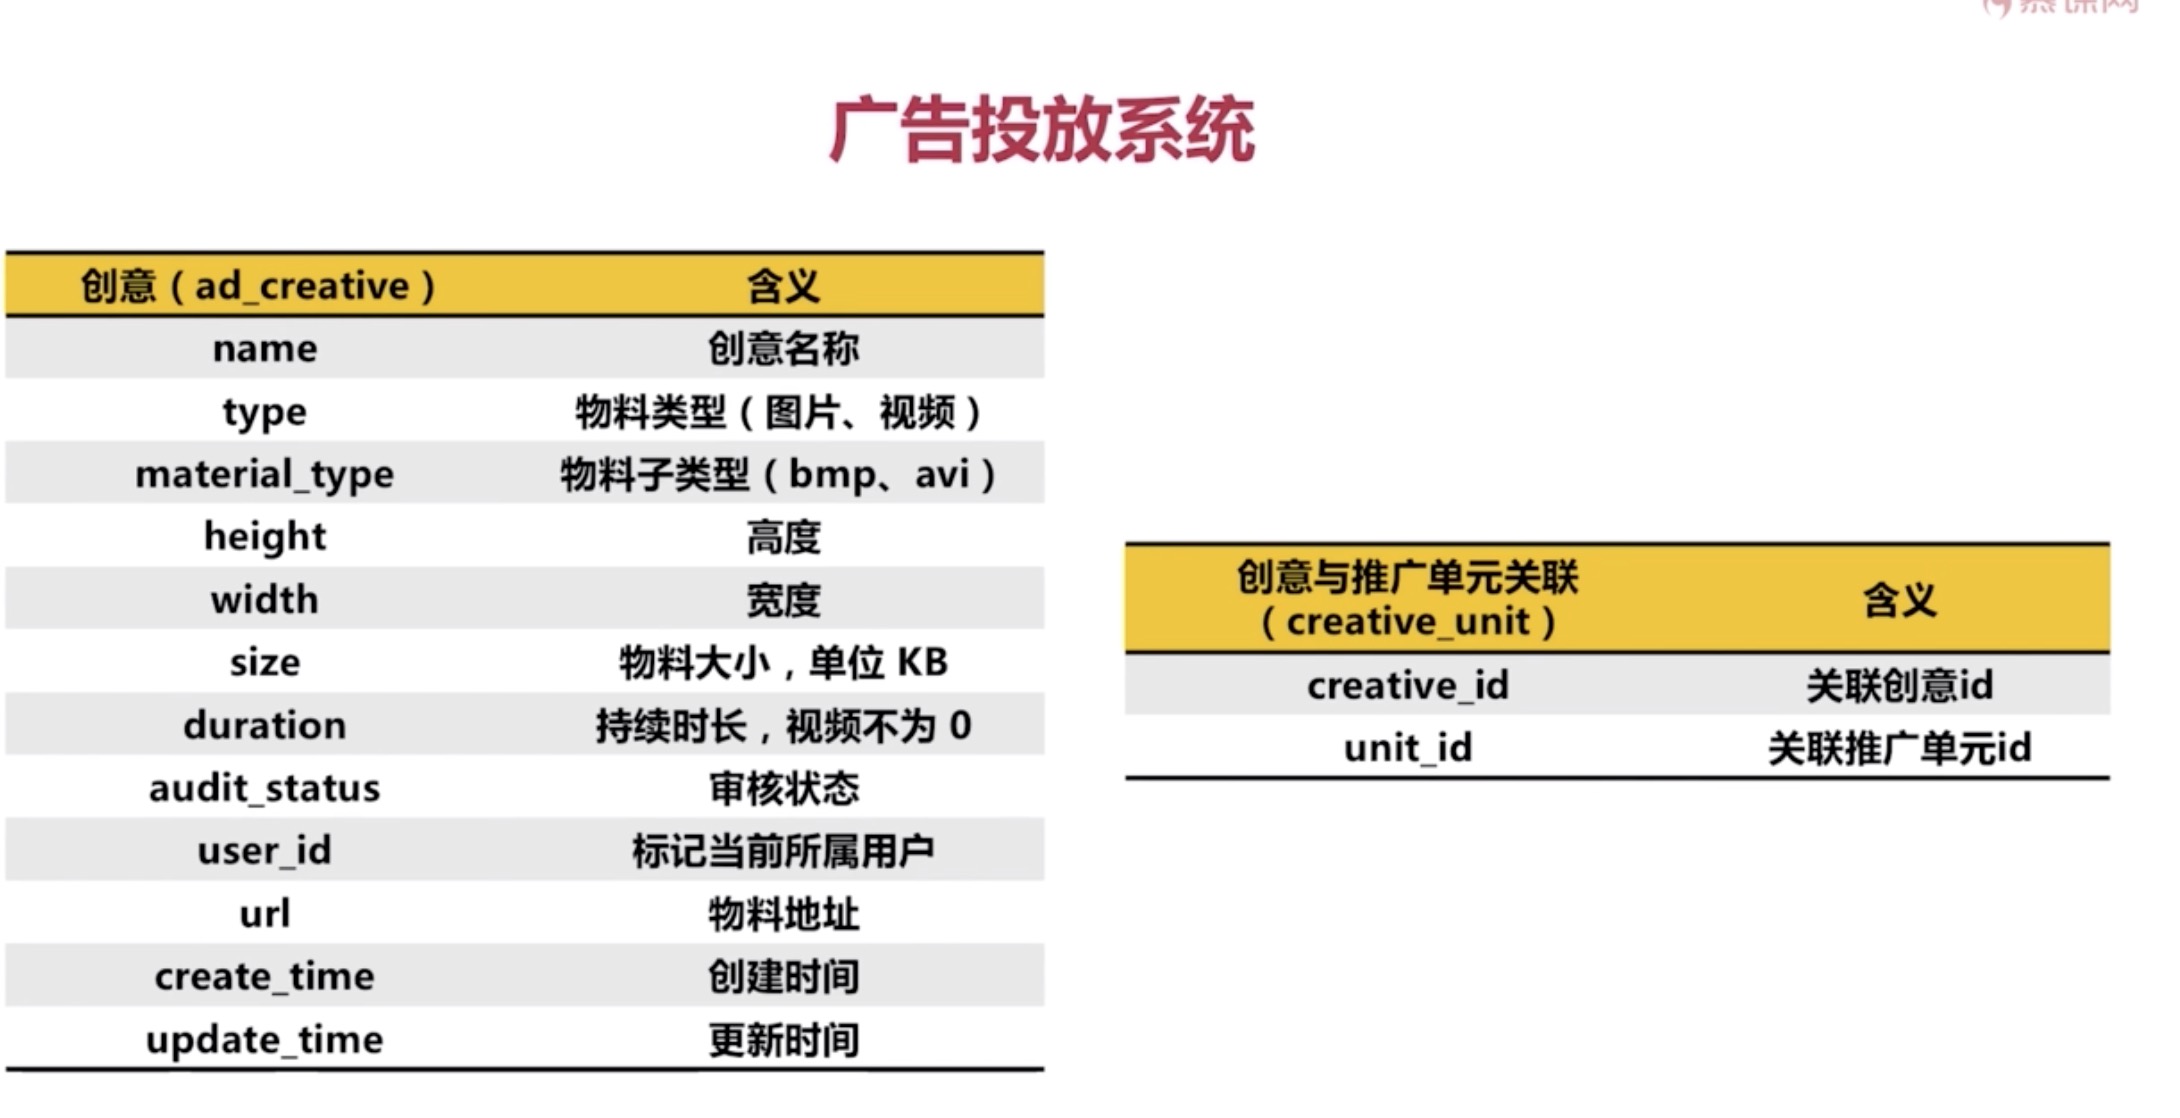 慕课网
广告投放系统
创意（ad_creative） 含义
name 创意名称
type 物料类型（图片、视频）
material_type 物料子类型（bmp、avi）
height 高度
width 宽度
size 物料大小，单位 KB
duration 持续时长，视频不为 0
audit_status 审核状态
user_id 标记当前所属用户
url 物料地址
create_time 创建时间
update_time 更新时间
创意与推广单元关联
（creative_unit） 含义
creative_id 关联创意id
unit_id 关联推广单元id